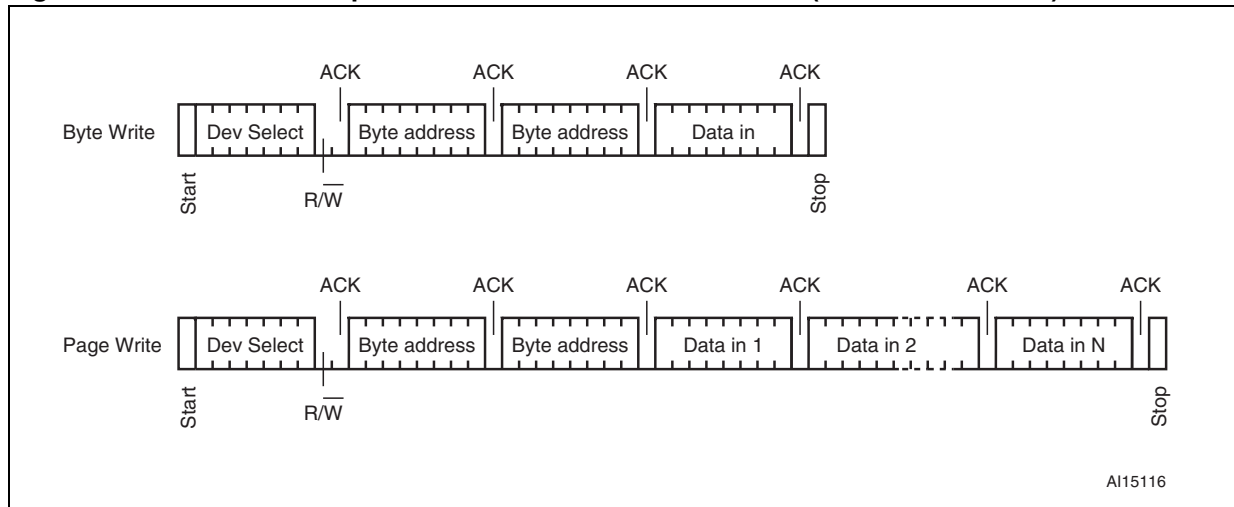 ACK ACK ACK ACK
Byte Write Dev Select Byte address Byte address Data in
Start R/W Stop
ACK ACK ACK ACK ACK ACK
Page Write Dev Select Byte address Byte address Data in 1 Data in 2 Data in N
Start R/W Stop
AI15116